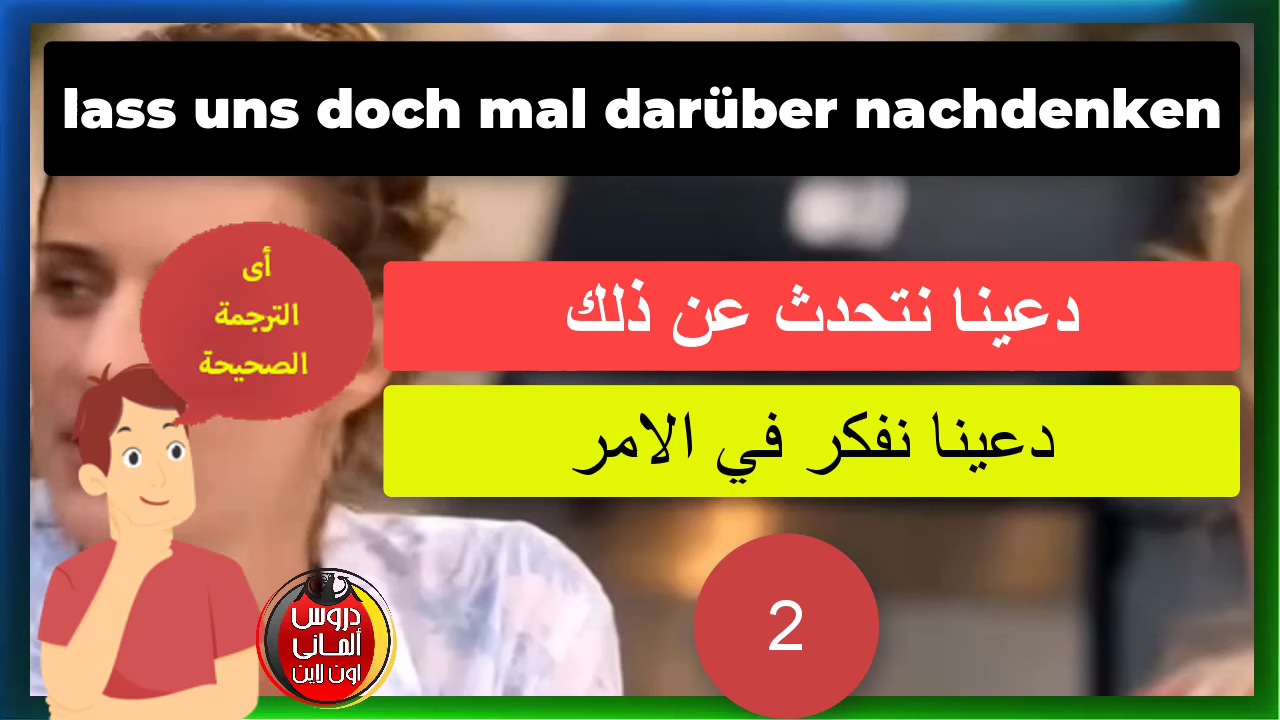 lass uns doch mal darüber nachdenken
أى
الترجمة
الصحيحة
دعينا نتحدث عن ذلك
دعينا نفكر في الامر
2
دروس
ألمانى
اون لاين